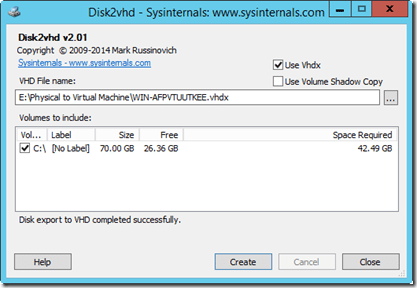 Disk2vhd - Sysinternals: www.sysinternals.com
Disk2vhd v2.01
Copyright © 2009-2014 Mark Russinovich
Sysinternals - www.sysinternals.com
Use Vhdx
VHD File name:
Use Volume Shadow Copy
E:\Physical to Virtual Machine\WIN-AFPVTUUTKEE.vhdx
...
Volumes to include:
Vol... Label Size Free Space Required
C:\ [No Label] 70.00 GB 26.36 GB 42.49 GB
Disk export to VHD completed successfully.
Help Create Cancel Close